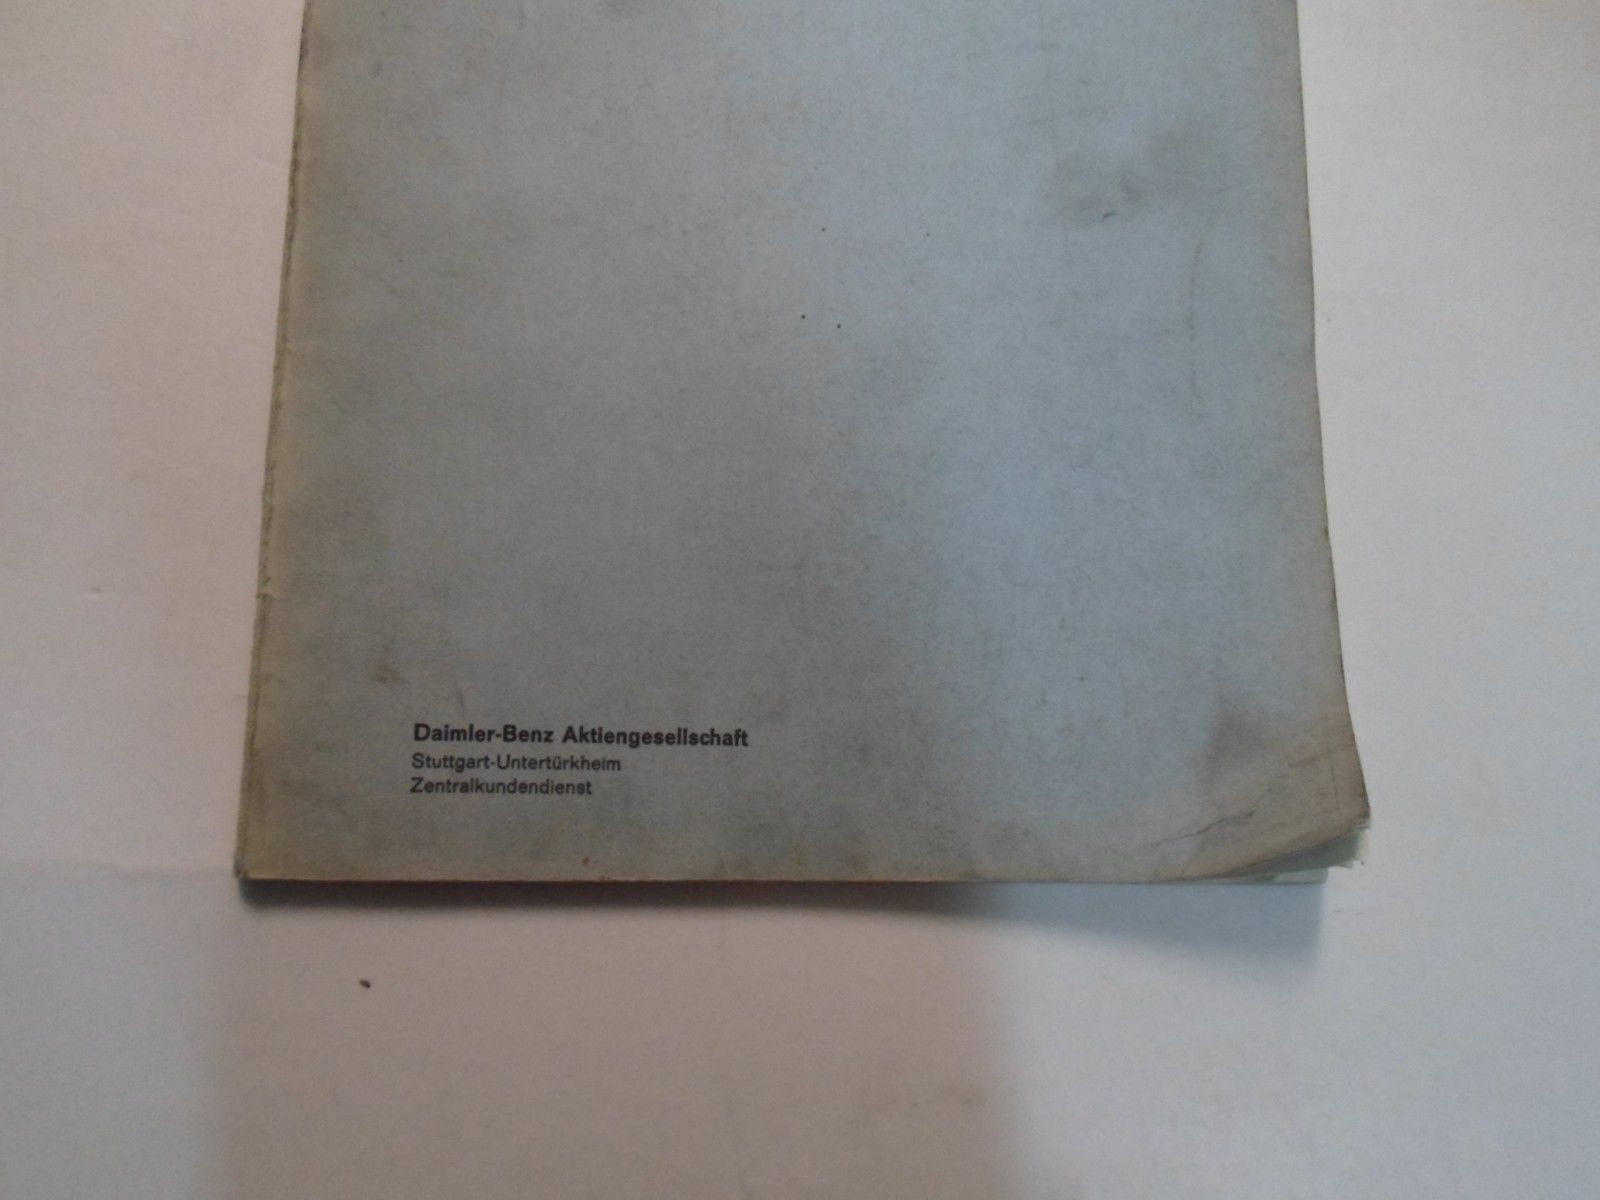 Daimler-Benz Aktiengesellschaft
Stuttgart-Untertürkheim
Zentralkundendienst